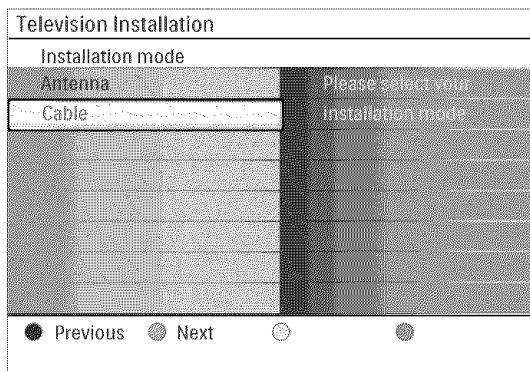 Television Installation
Installation mode
Antenna
Please select your
Cable
installation mode
Previous
Next